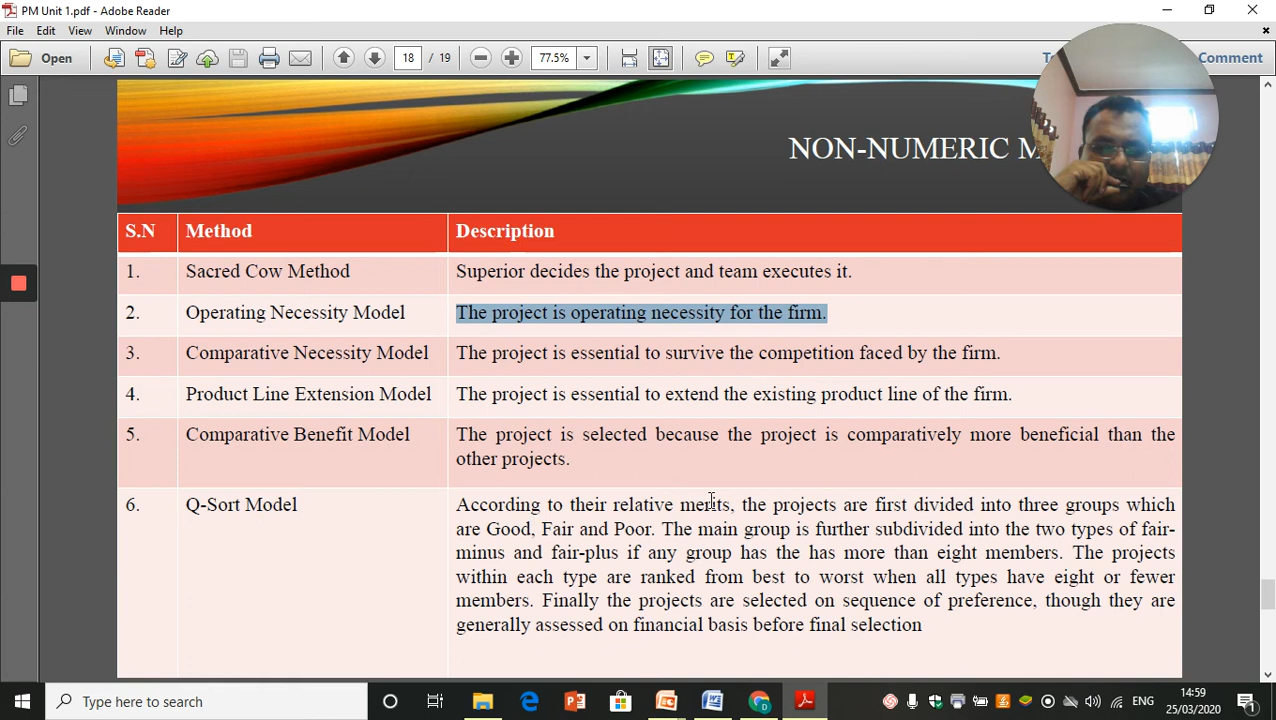 PM Unit 1.pdf - Adobe Reader
File Edit View Window Help
Open 18 / 19 77.5% Comment
NON-NUMERIC
S.N Method Description
1. Sacred Cow Method Superior decides the project and team executes it.
2. Operating Necessity Model The project is operating necessity for the firm.
3. Comparative Necessity Model The project is essential to survive the competition faced by the firm.
4. Product Line Extension Model The project is essential to extend the existing product line of the firm.
5. Comparative Benefit Model The project is selected because the project is comparatively more beneficial than the
other projects.
6. Q-Sort Model According to their relative merits, the projects are first divided into three groups which
are Good, Fair and Poor. The main group is further subdivided into the two types of fair-
minus and fair-plus if any group has the has more than eight members. The projects
within each type are ranked from best to worst when all types have eight or fewer
members. Finally the projects are selected on sequence of preference, though they are
generally assessed on financial basis before final selection
Type here to search
ENG
14:59
25/03/2020